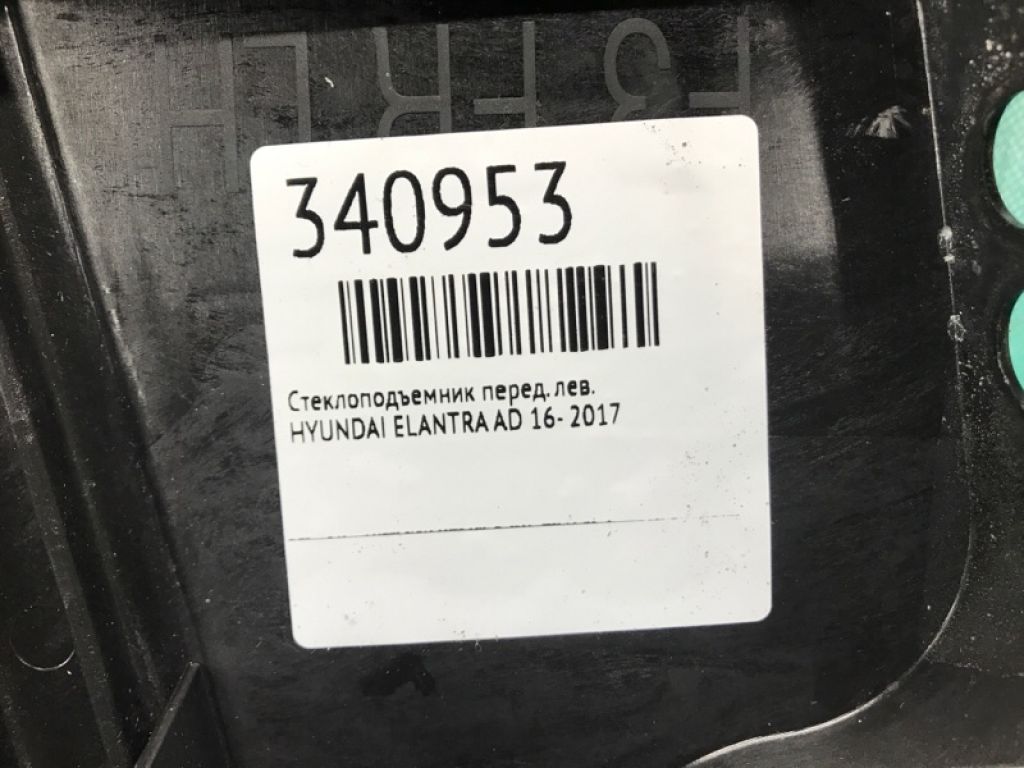 340953
Стеклоподъемник перед. лев.
HYUNDAI ELANTRA AD 16- 2017